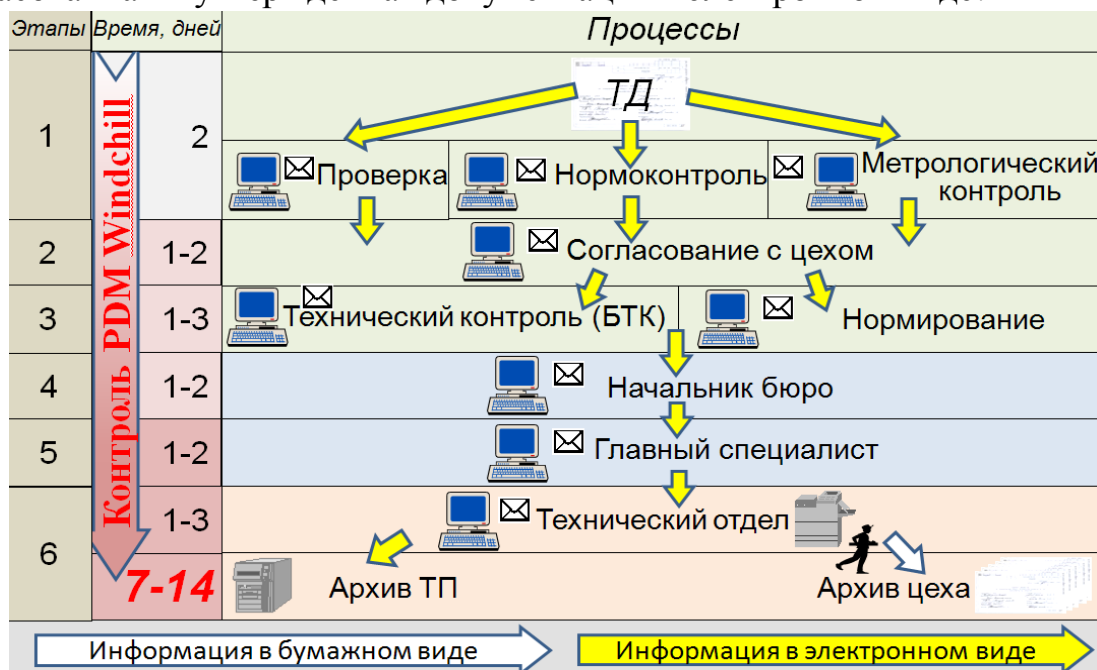 Этапы Время, дней Процессы
ТД
1 2
Проверка Нормоконтроль Метрологический контроль
2 1-2 Согласование с цехом
3 1-3 Технический контроль (БТК) Нормирование
4 1-2 Начальник бюро
5 1-2 Главный специалист
6 1-3 Технический отдел
7-14 Архив ТП Архив цеха
Контроль PDM Windchill
Информация в бумажном виде Информация в электронном виде